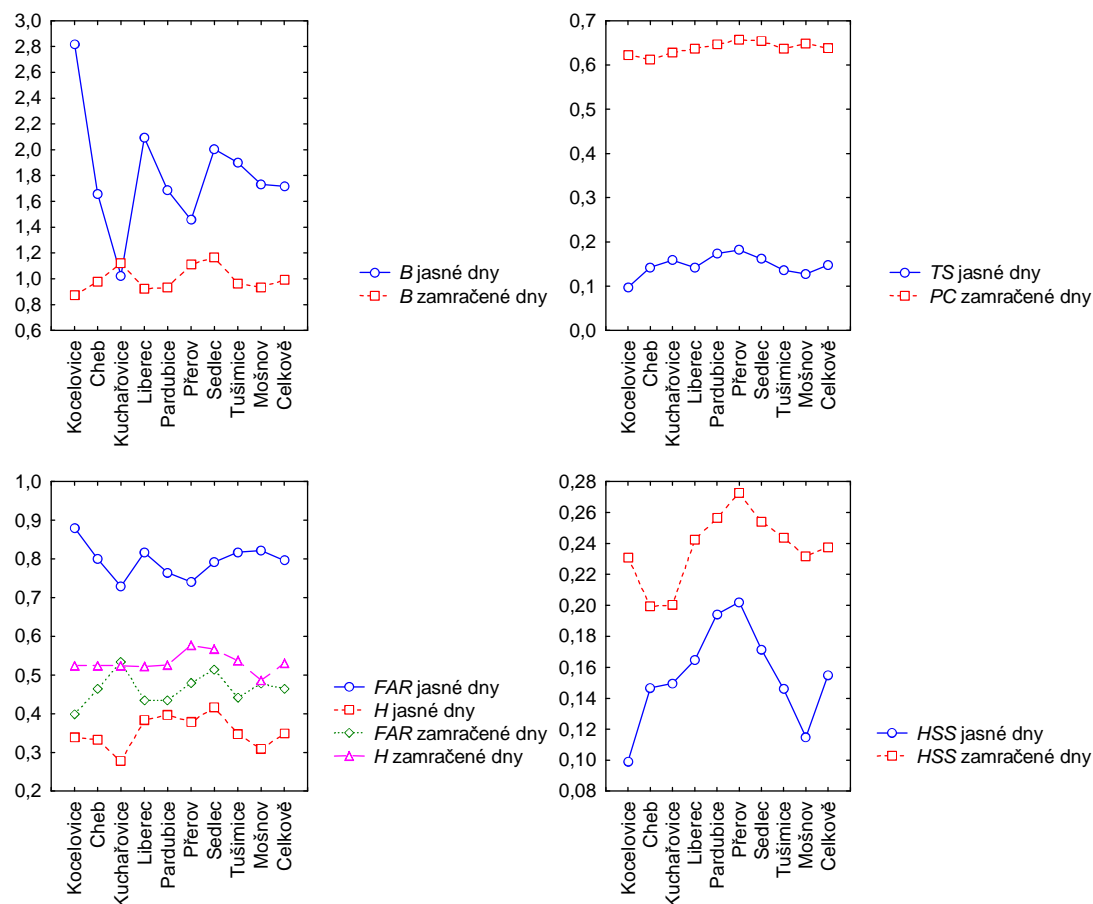 3,0
2,8
2,6
2,4
2,2
2,0
1,8
1,6
1,4
1,2
1,0
0,8
0,6
Kocelovice
Cheb
Kuchařovice
Liberec
Pardubice
Přerov
Sedlec
Tušimice
Mošnov
Celkově
B jasné dny
B zamračené dny
0,7
0,6
0,5
0,4
0,3
0,2
0,1
0,0
Kocelovice
Cheb
Kuchařovice
Liberec
Pardubice
Přerov
Sedlec
Tušimice
Mošnov
Celkově
TS jasné dny
PC zamračené dny
1,0
0,9
0,8
0,7
0,6
0,5
0,4
0,3
0,2
Kocelovice
Cheb
Kuchařovice
Liberec
Pardubice
Přerov
Sedlec
Tušimice
Mošnov
Celkově
FAR jasné dny
H jasné dny
FAR zamračené dny
H zamračené dny
0,28
0,26
0,24
0,22
0,20
0,18
0,16
0,14
0,12
0,10
0,08
Kocelovice
Cheb
Kuchařovice
Liberec
Pardubice
Přerov
Sedlec
Tušimice
Mošnov
Celkově
HSS jasné dny
HSS zamračené dny